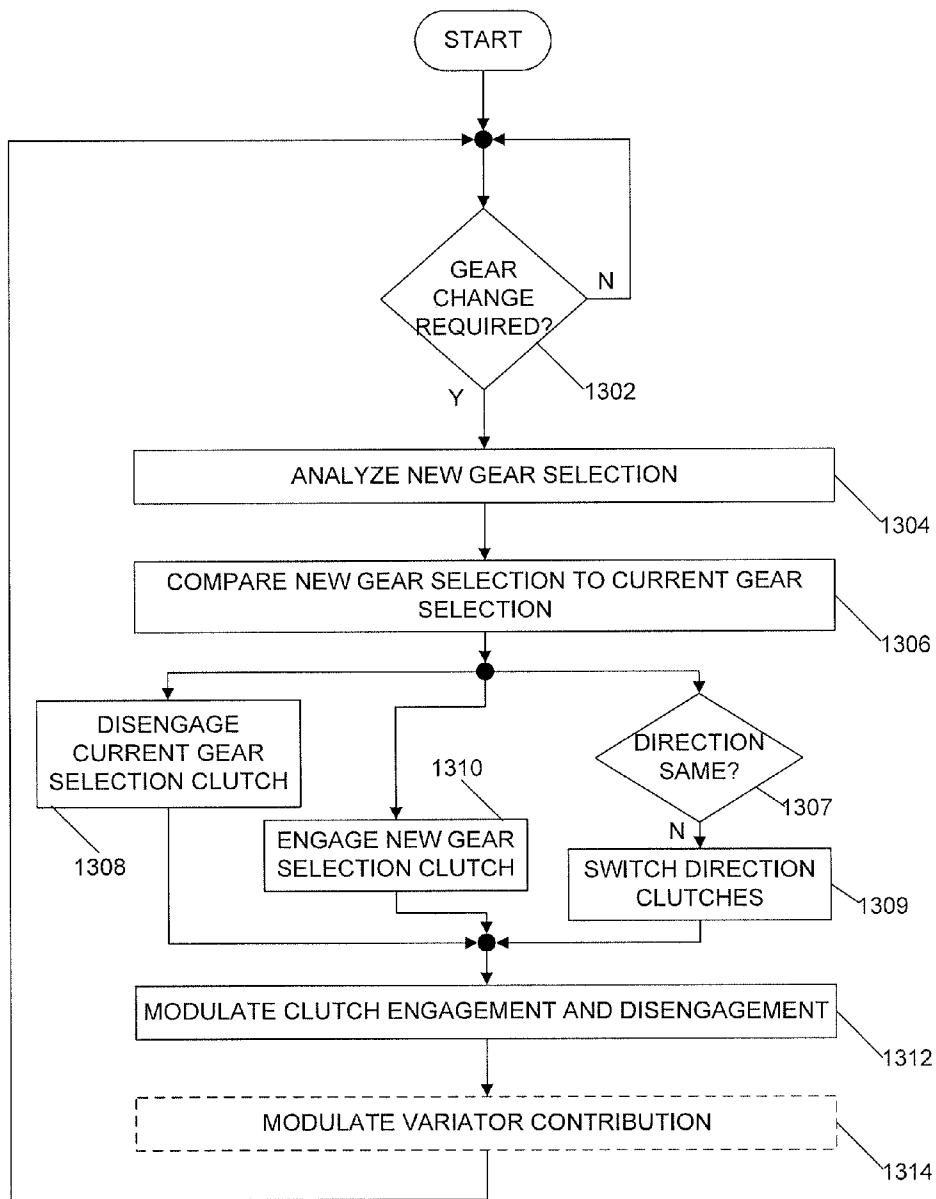 START
GEAR
CHANGE
REQUIRED?
N
Y
1302
ANALYZE NEW GEAR SELECTION
1304
COMPARE NEW GEAR SELECTION TO CURRENT GEAR
SELECTION
1306
DISENGAGE
CURRENT GEAR
SELECTION CLUTCH
1308
1310
ENGAGE NEW GEAR
SELECTION CLUTCH
DIRECTION
SAME?
1307
N
SWITCH DIRECTION
CLUTCHES
1309
MODULATE CLUTCH ENGAGEMENT AND DISENGAGEMENT
1312
MODULATE VARIATOR CONTRIBUTION
1314